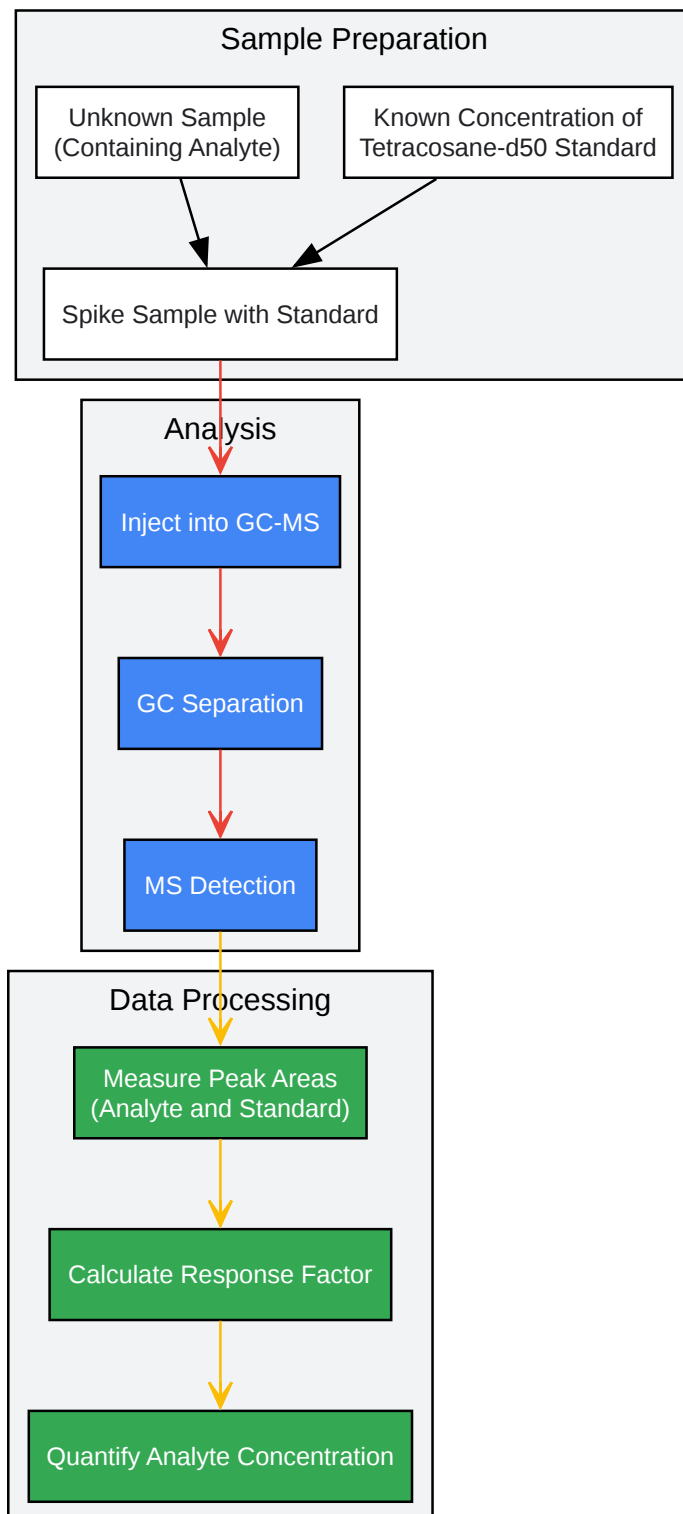 Sample Preparation
Unknown Sample
(Containing Analyte)
Known Concentration of
Tetracosane-d50 Standard
Spike Sample with Standard
Analysis
Inject into GC-MS
GC Separation
MS Detection
Data Processing
Measure Peak Areas
(Analyte and Standard)
Calculate Response Factor
Quantify Analyte Concentration